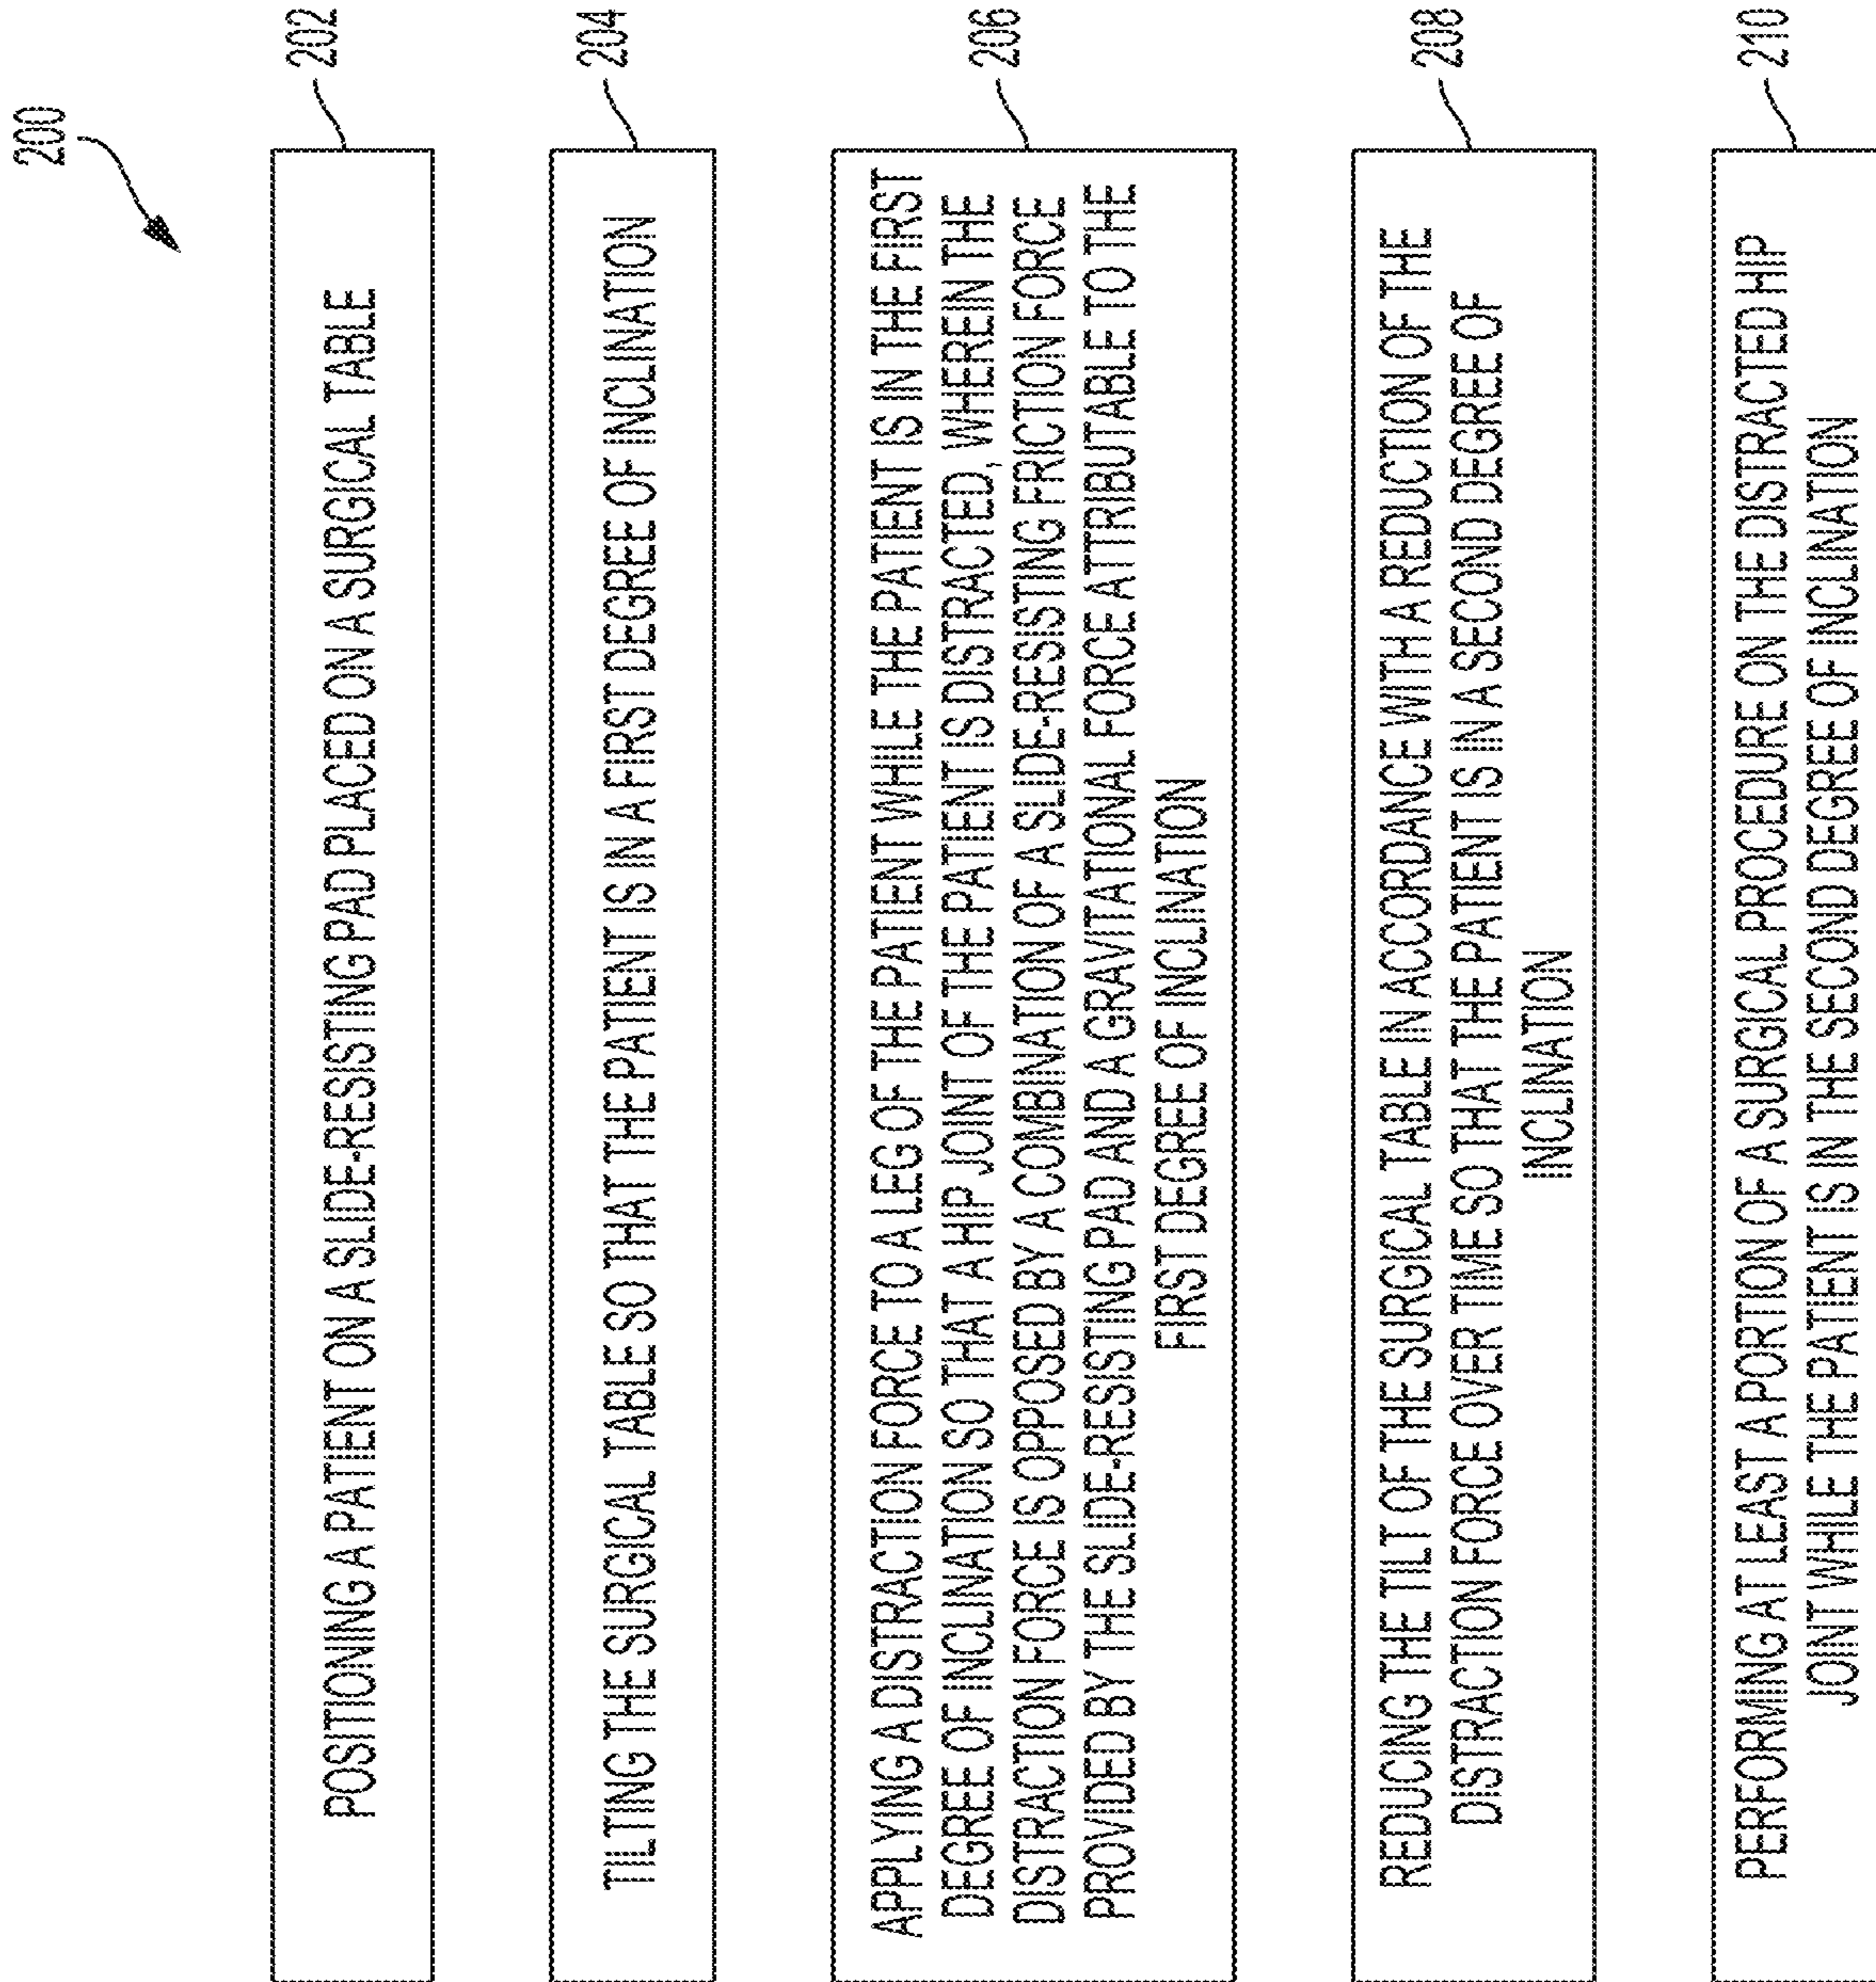 200
POSITIONING A PATIENT ON A SLIDE-RESISTING PAD PLACED ON A SURGICAL TABLE
202
TILTING THE SURGICAL TABLE SO THAT THE PATIENT IS IN A FIRST DEGREE OF INCLINATION
204
APPLYING A DISTRACTION FORCE TO A LEG OF THE PATIENT WHILE THE PATIENT IS IN THE FIRST
DEGREE OF INCLINATION SO THAT A HIP JOINT OF THE PATIENT IS DISTRACTED, WHEREIN THE
DISTRACTION FORCE IS OPPOSED BY A COMBINATION OF A SLIDE-RESISTING FRICTION FORCE
PROVIDED BY THE SLIDE-RESISTING PAD AND A GRAVITATIONAL FORCE ATTRIBUTABLE TO THE
FIRST DEGREE OF INCLINATION
206
REDUCING THE TILT OF THE SURGICAL TABLE IN ACCORDANCE WITH A REDUCTION OF THE
DISTRACTION FORCE OVER TIME SO THAT THE PATIENT IS IN A SECOND DEGREE OF
INCLINATION
208
PERFORMING AT LEAST A PORTION OF A SURGICAL PROCEDURE ON THE DISTRACTED HIP
JOINT WHILE THE PATIENT IS IN THE SECOND DEGREE OF INCLINATION
210